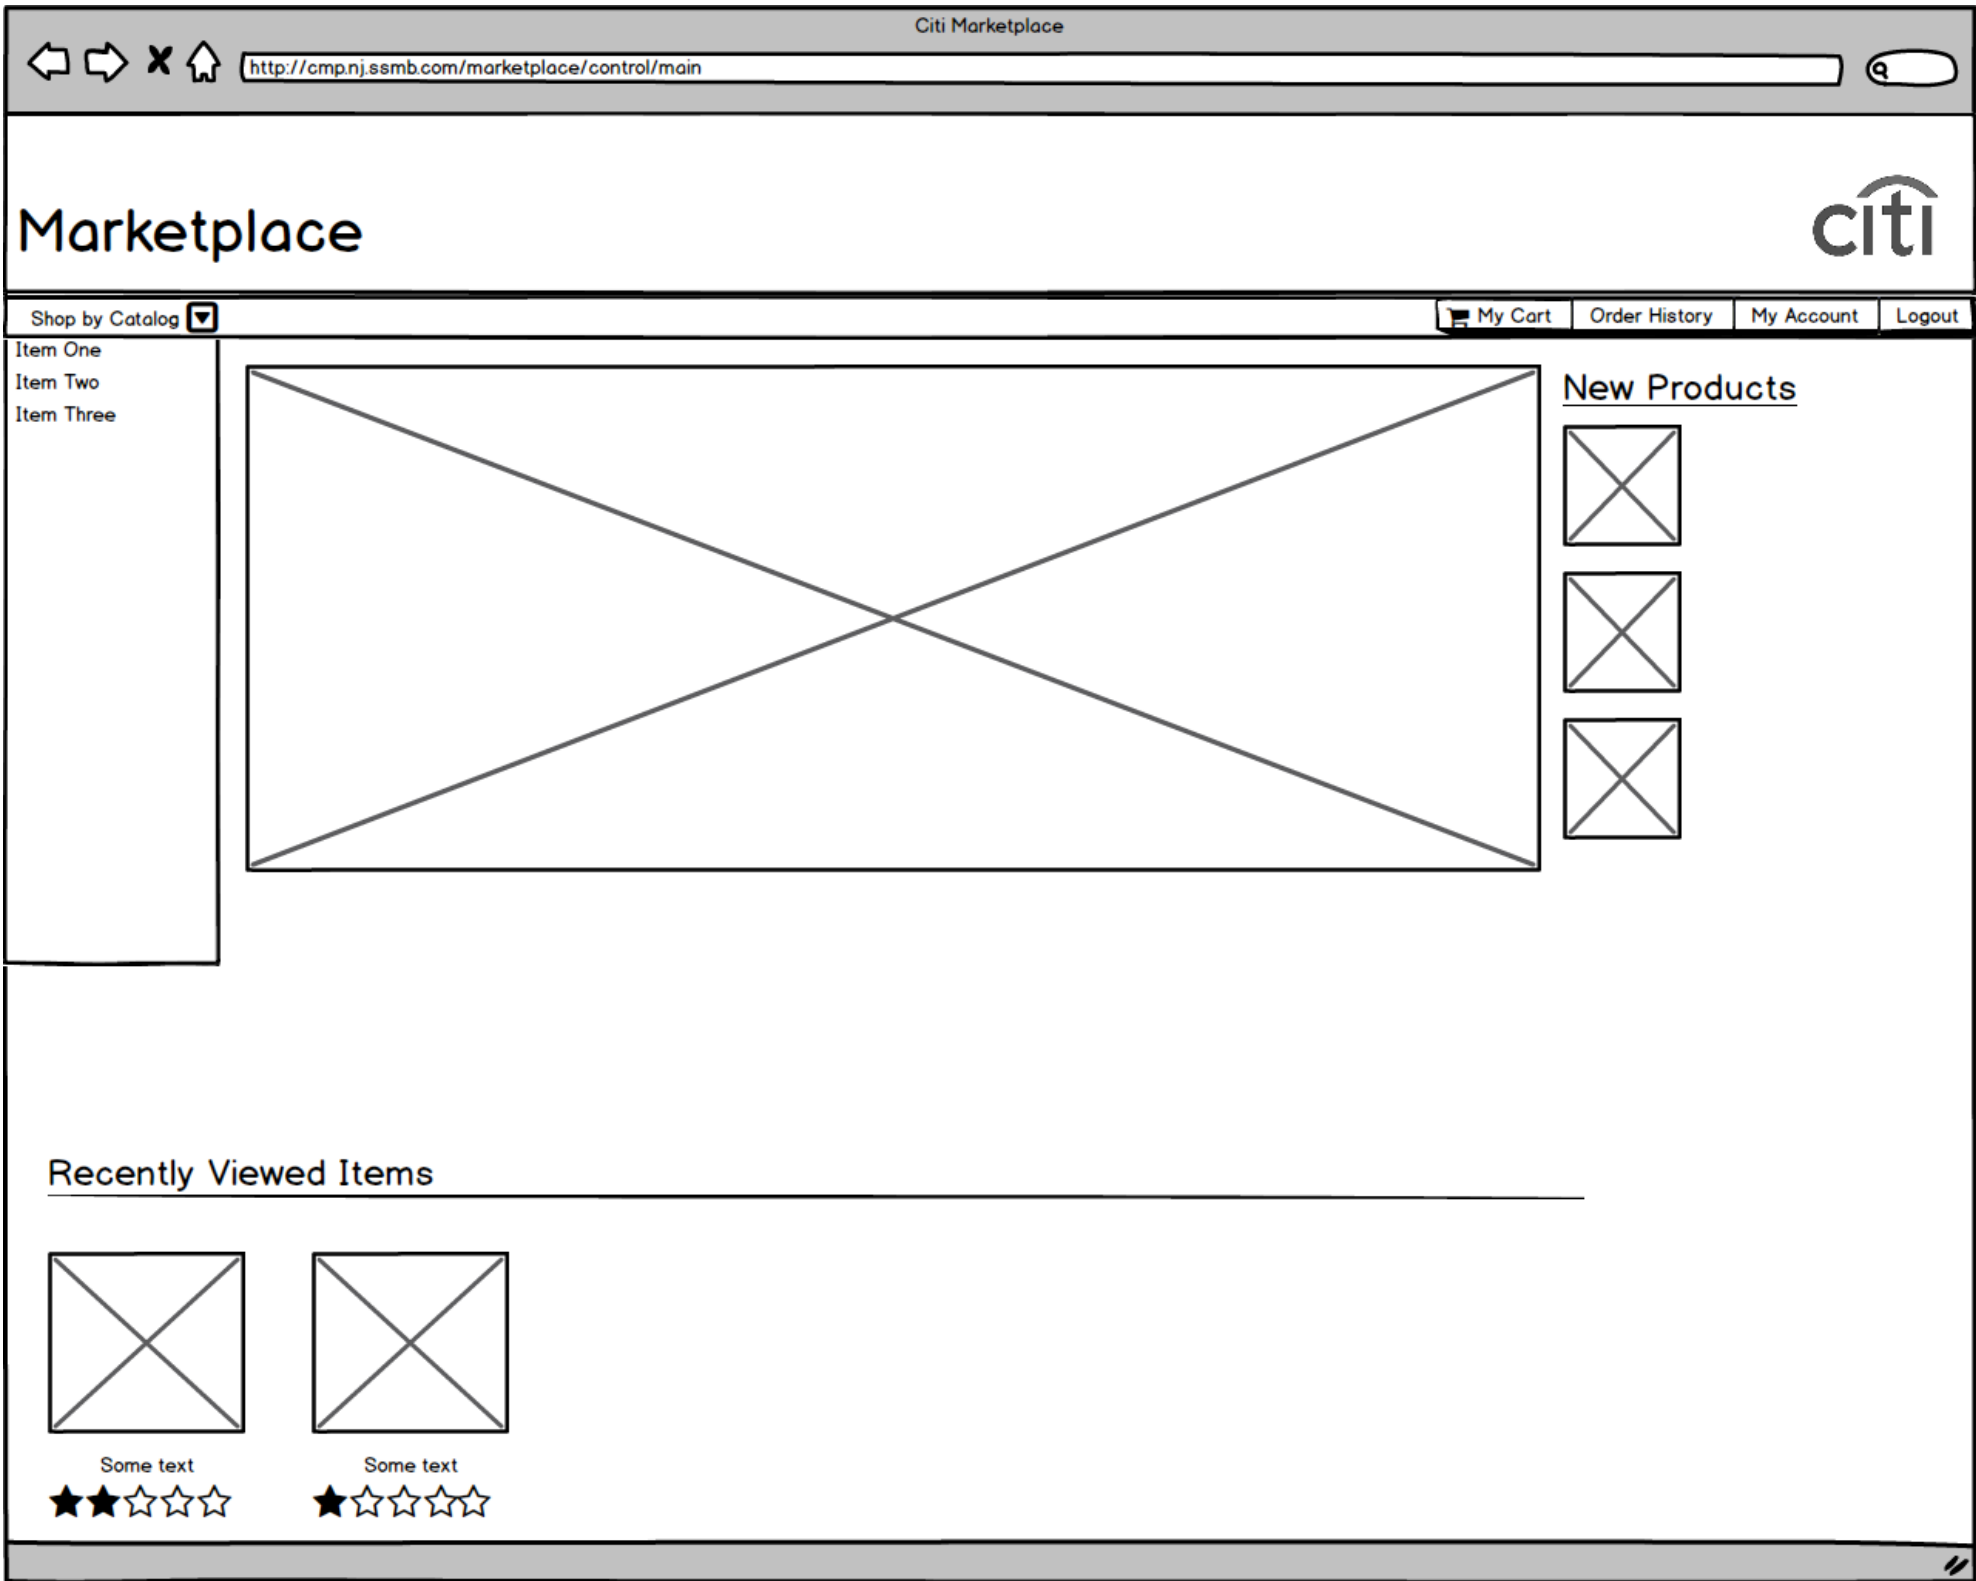 Citi Marketplace
http://cmp.nj.ssmb.com/marketplace/control/main
Marketplace
citi
Shop by Catalog
My Cart
Order History
My Account
Logout
Item One
Item Two
Item Three
New Products
Recently Viewed Items
Some text
Some text